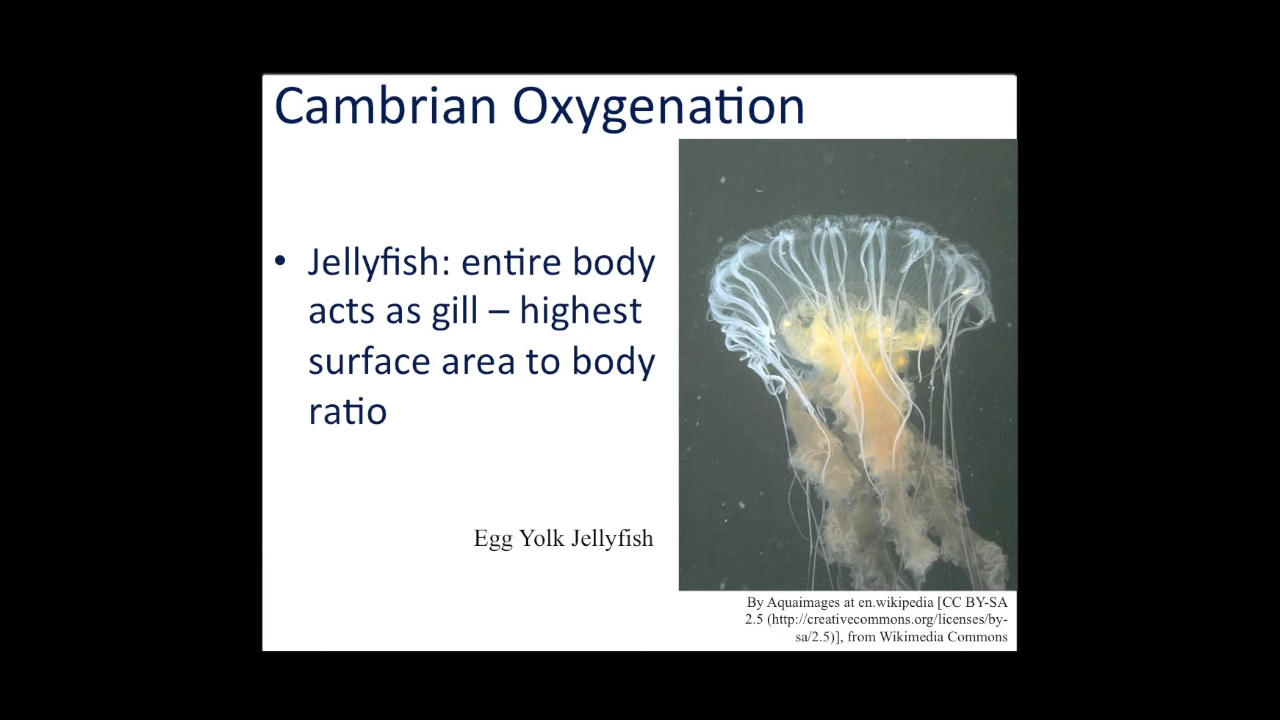 Cambrian Oxygenation
• Jellyfish: entire body
acts as gill – highest
surface area to body
ratio
Egg Yolk Jellyfish
By Aquaimages at en.wikipedia [CC BY-SA
2.5 (http://creativecommons.org/licenses/by-
sa/2.5)], from Wikimedia Commons